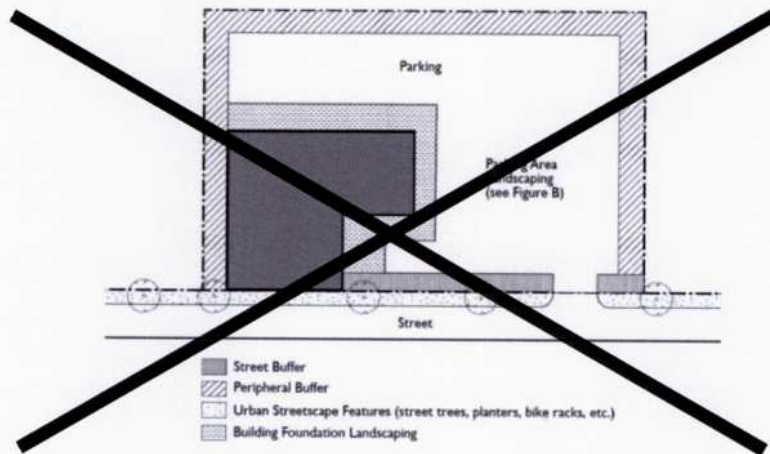 Parking
Area
(see Figure B)
Street
Street Buffer
Peripheral Buffer
Urban Streetscape Features (street trees, planters, bike racks, etc.)
Building Foundation Landscaping